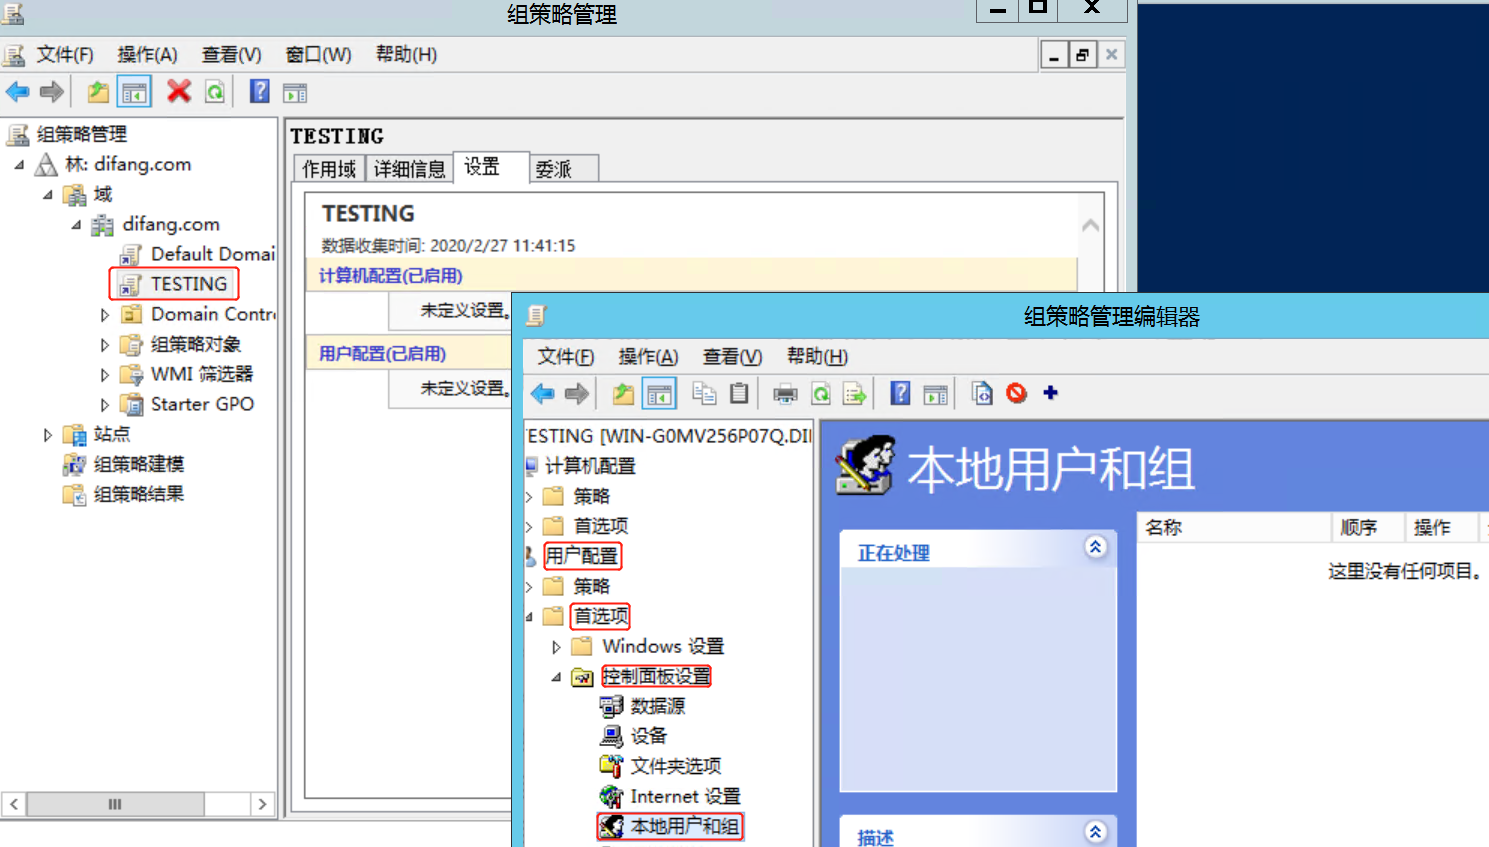 组策略管理
文件(F) 操作(A) 查看(V) 窗口(W) 帮助(H)
组策略管理
林: difang.com
域
difang.com
Default Domai
TESTING
Domain Contr
组策略对象
WMI 筛选器
Starter GPO
站点
组策略建模
组策略结果
TESTING
作用域 详细信息 设置 委派
TESTING
数据收集时间: 2020/2/27 11:41:15
计算机配置(已启用)
未定义设置。
用户配置(已启用)
未定义设置。
组策略管理编辑器
文件(F) 操作(A) 查看(V) 帮助(H)
TESTING [WIN-G0MV256P07Q.DI
计算机配置
策略
首选项
用户配置
策略
首选项
Windows 设置
控制面板设置
数据源
设备
文件夹选项
Internet 设置
本地用户和组
本地用户和组
正在处理
描述
名称 顺序 操作
这里没有任何项目。